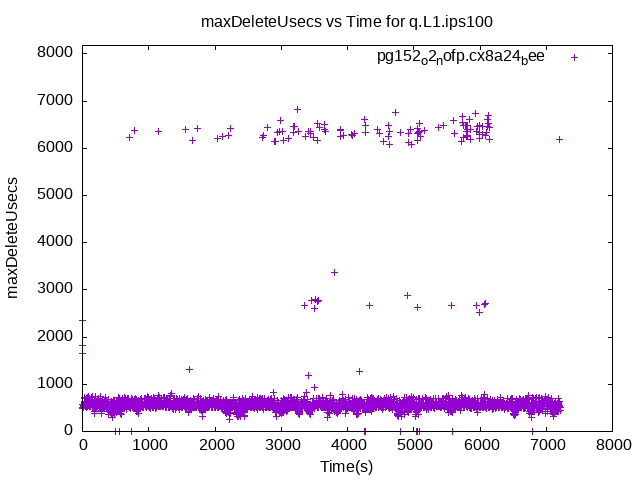 maxDeleteUsecs vs Time for q.L1.ips100
pg152o2nofp.cx8a24bee
8000
7000
6000
5000
4000
3000
2000
1000
0
maxDeleteUsecs
0 1000 2000 3000 4000 5000 6000 7000 8000
Time(s)